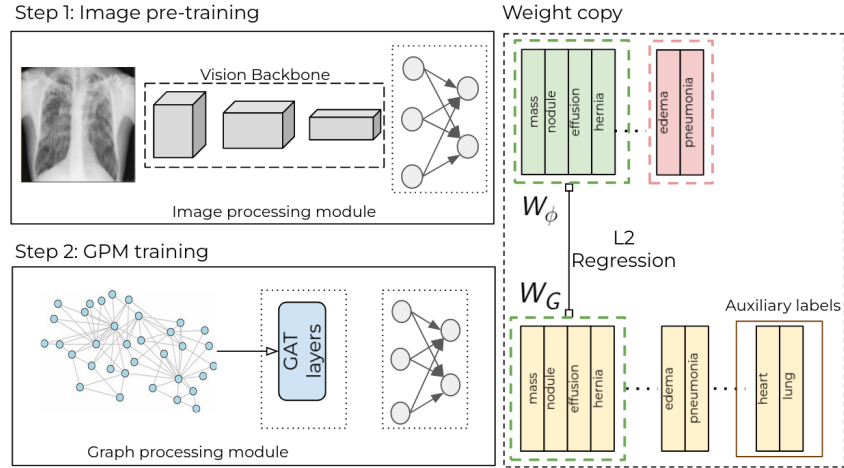 Step 1: Image pre-training
Vision Backbone
Image processing module
Step 2: GPM training
GAT
layers
Graph processing module
Weight copy
mass
nodule
effusion
hernia
edema
pneumonia
W_ϕ
L2
Regression
W_G
Auxiliary labels
mass
nodule
effusion
hernia
edema
pneumonia
heart
lung